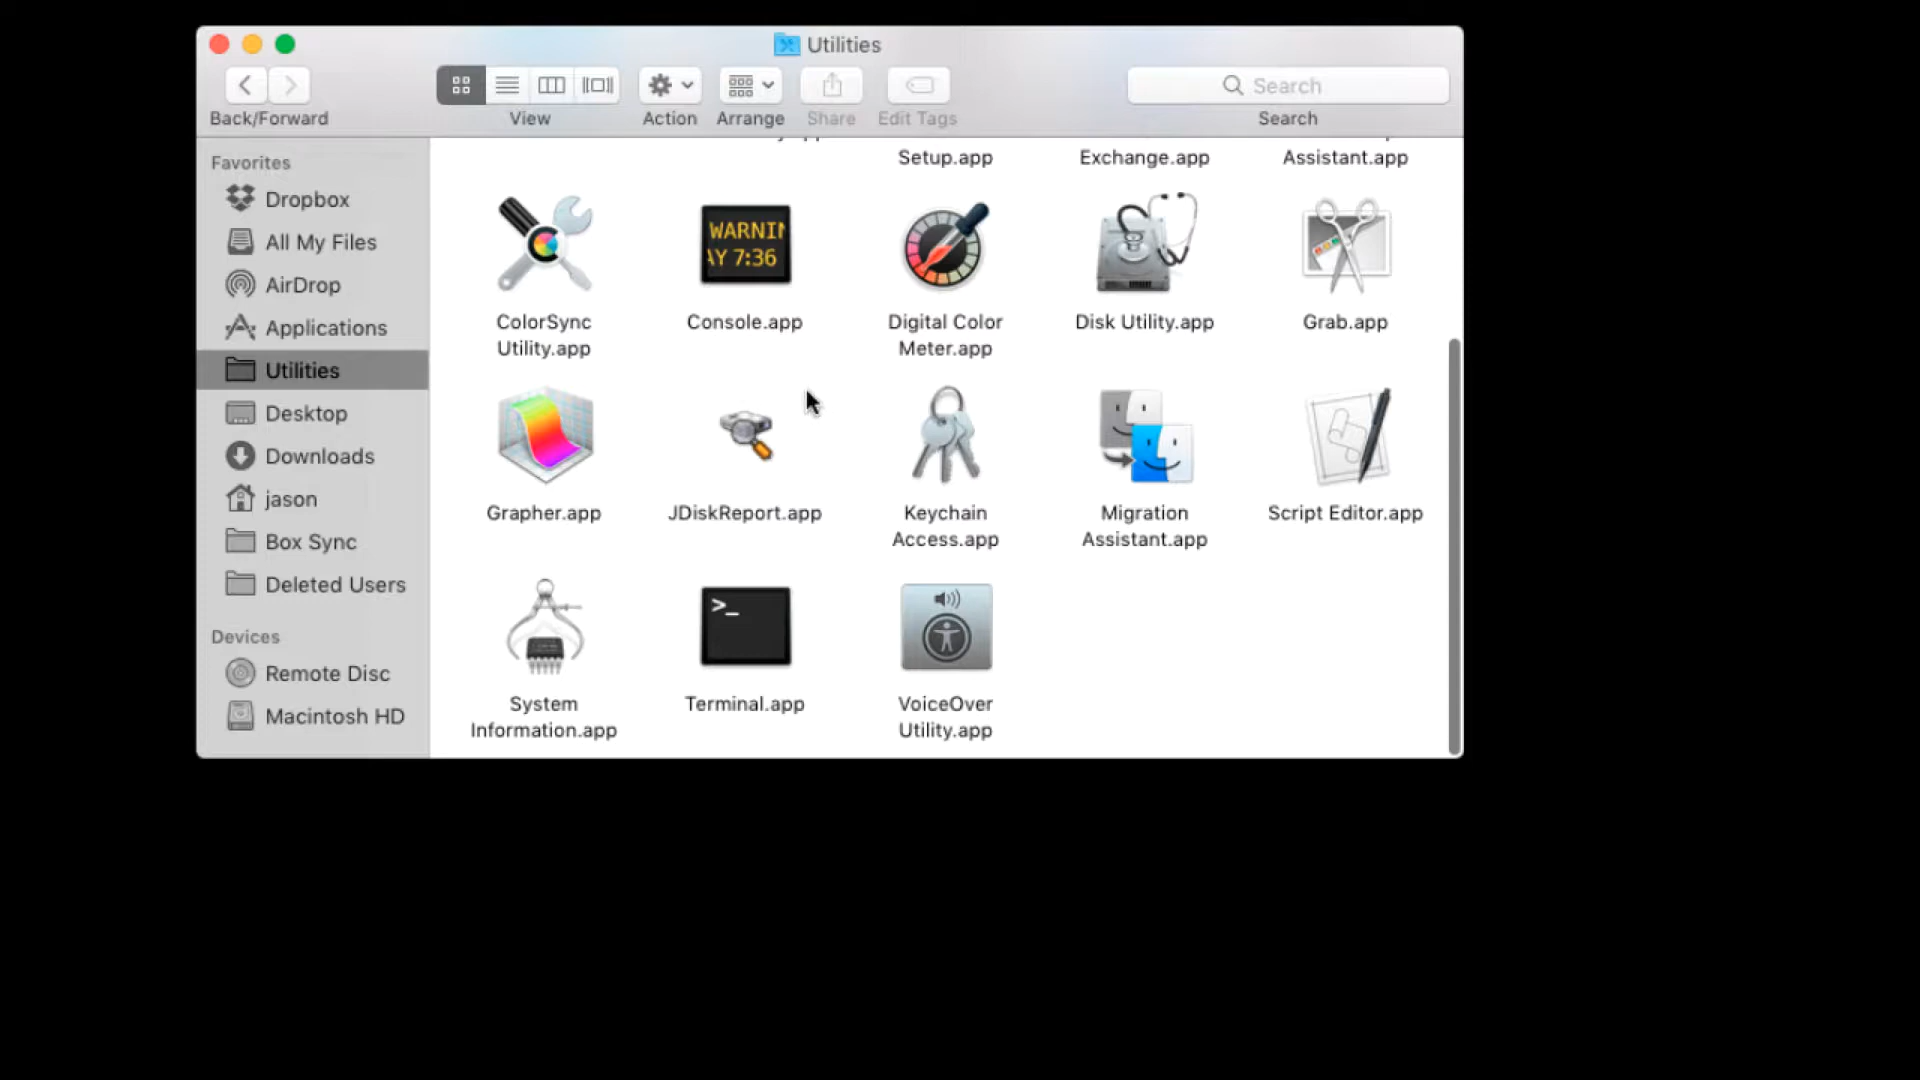 Utilities
Search
Back/Forward
View
Action
Arrange
Share
Edit Tags
Search
Favorites
Dropbox
All My Files
AirDrop
Applications
Utilities
Desktop
Downloads
jason
Box Sync
Deleted Users
Devices
Remote Disc
Macintosh HD
Setup.app
Exchange.app
Assistant.app
WARNIN
AY 7:36
ColorSync
Utility.app
Console.app
Digital Color
Meter.app
Disk Utility.app
Grab.app
Grapher.app
JDiskReport.app
Keychain
Access.app
Migration
Assistant.app
Script Editor.app
>_
System
Information.app
Terminal.app
VoiceOver
Utility.app